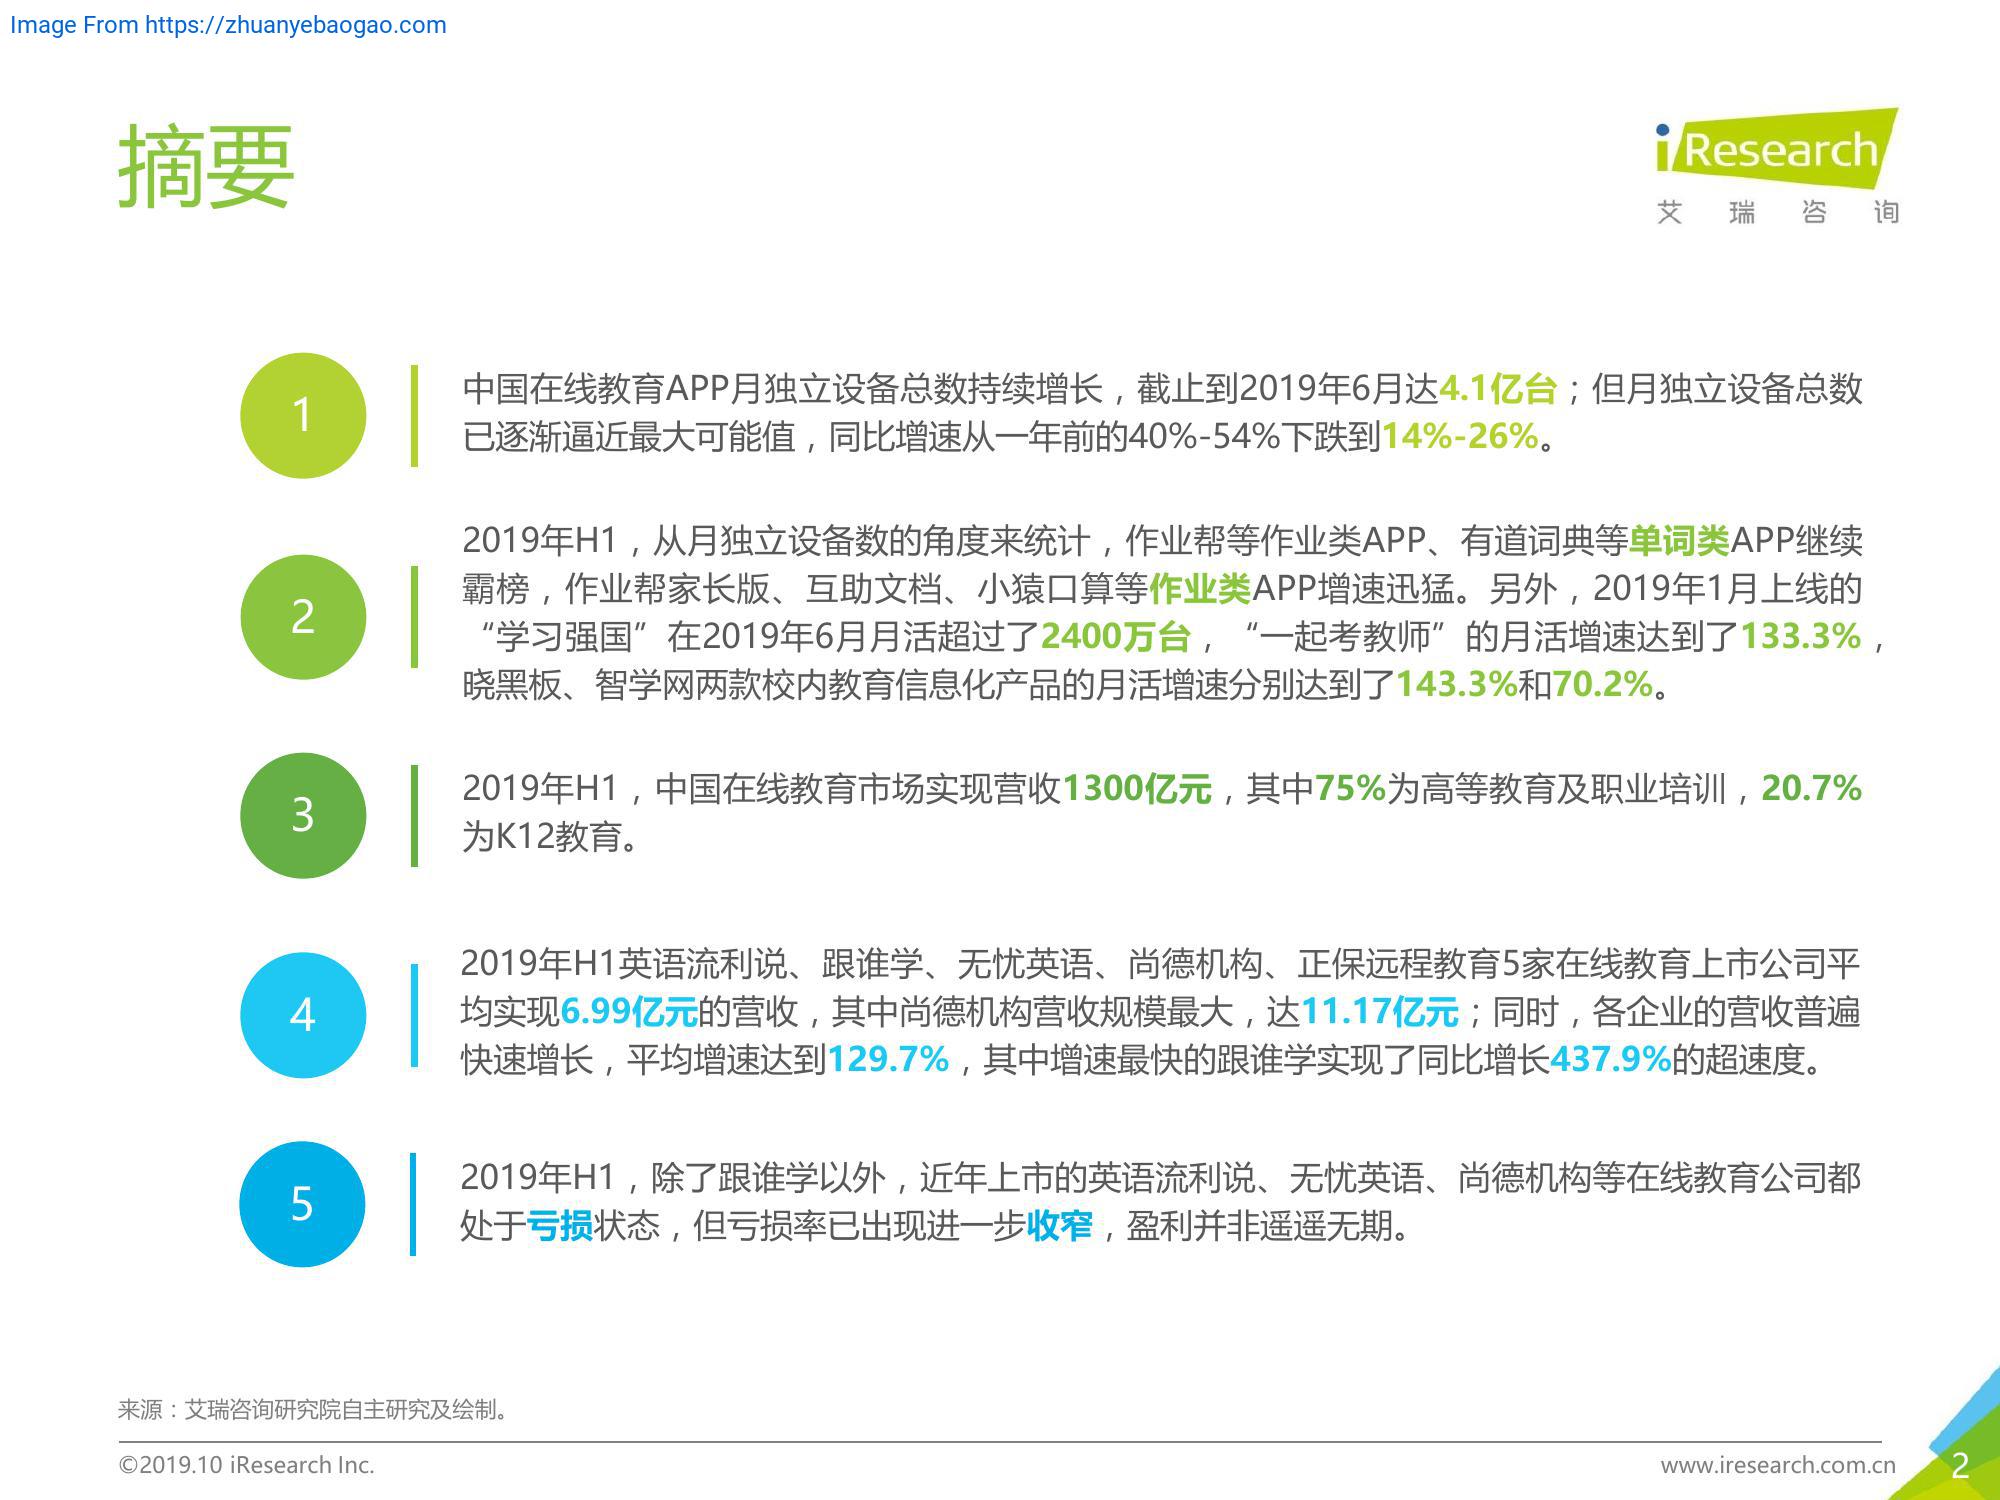 Image From https://zhuanyebaogao.com
摘要
iResearch
艾瑞咨询
1
中国在线教育APP月独立设备总数持续增长，截止到2019年6月达4.1亿台；但月独立设备总数
已逐渐逼近最大可能值，同比增速从一年前的40%-54%下跌到14%-26%。
2
2019年H1，从月独立设备数的角度来统计，作业帮等作业类APP、有道词典等单词类APP继续
霸榜，作业帮家长版、互助文档、小猿口算等作业类APP增速迅猛。另外，2019年1月上线的
“学习强国”在2019年6月月活超过了2400万台，“一起考教师”的月活增速达到了133.3%，
晓黑板、智学网两款校内教育信息化产品的月活增速分别达到了143.3%和70.2%。
3
2019年H1，中国在线教育市场实现营收1300亿元，其中75%为高等教育及职业培训，20.7%
为K12教育。
4
2019年H1英语流利说、跟谁学、无忧英语、尚德机构、正保远程教育5家在线教育上市公司平
均实现6.99亿元的营收，其中尚德机构营收规模最大，达11.17亿元；同时，各企业的营收普遍
快速增长，平均增速达到129.7%，其中增速最快的跟谁学实现了同比增长437.9%的超速度。
5
2019年H1，除了跟谁学以外，近年上市的英语流利说、无忧英语、尚德机构等在线教育公司都
处于亏损状态，但亏损率已出现进一步收窄，盈利并非遥遥无期。
来源：艾瑞咨询研究院自主研究及绘制。
©2019.10 iResearch Inc.
www.iresearch.com.cn
2